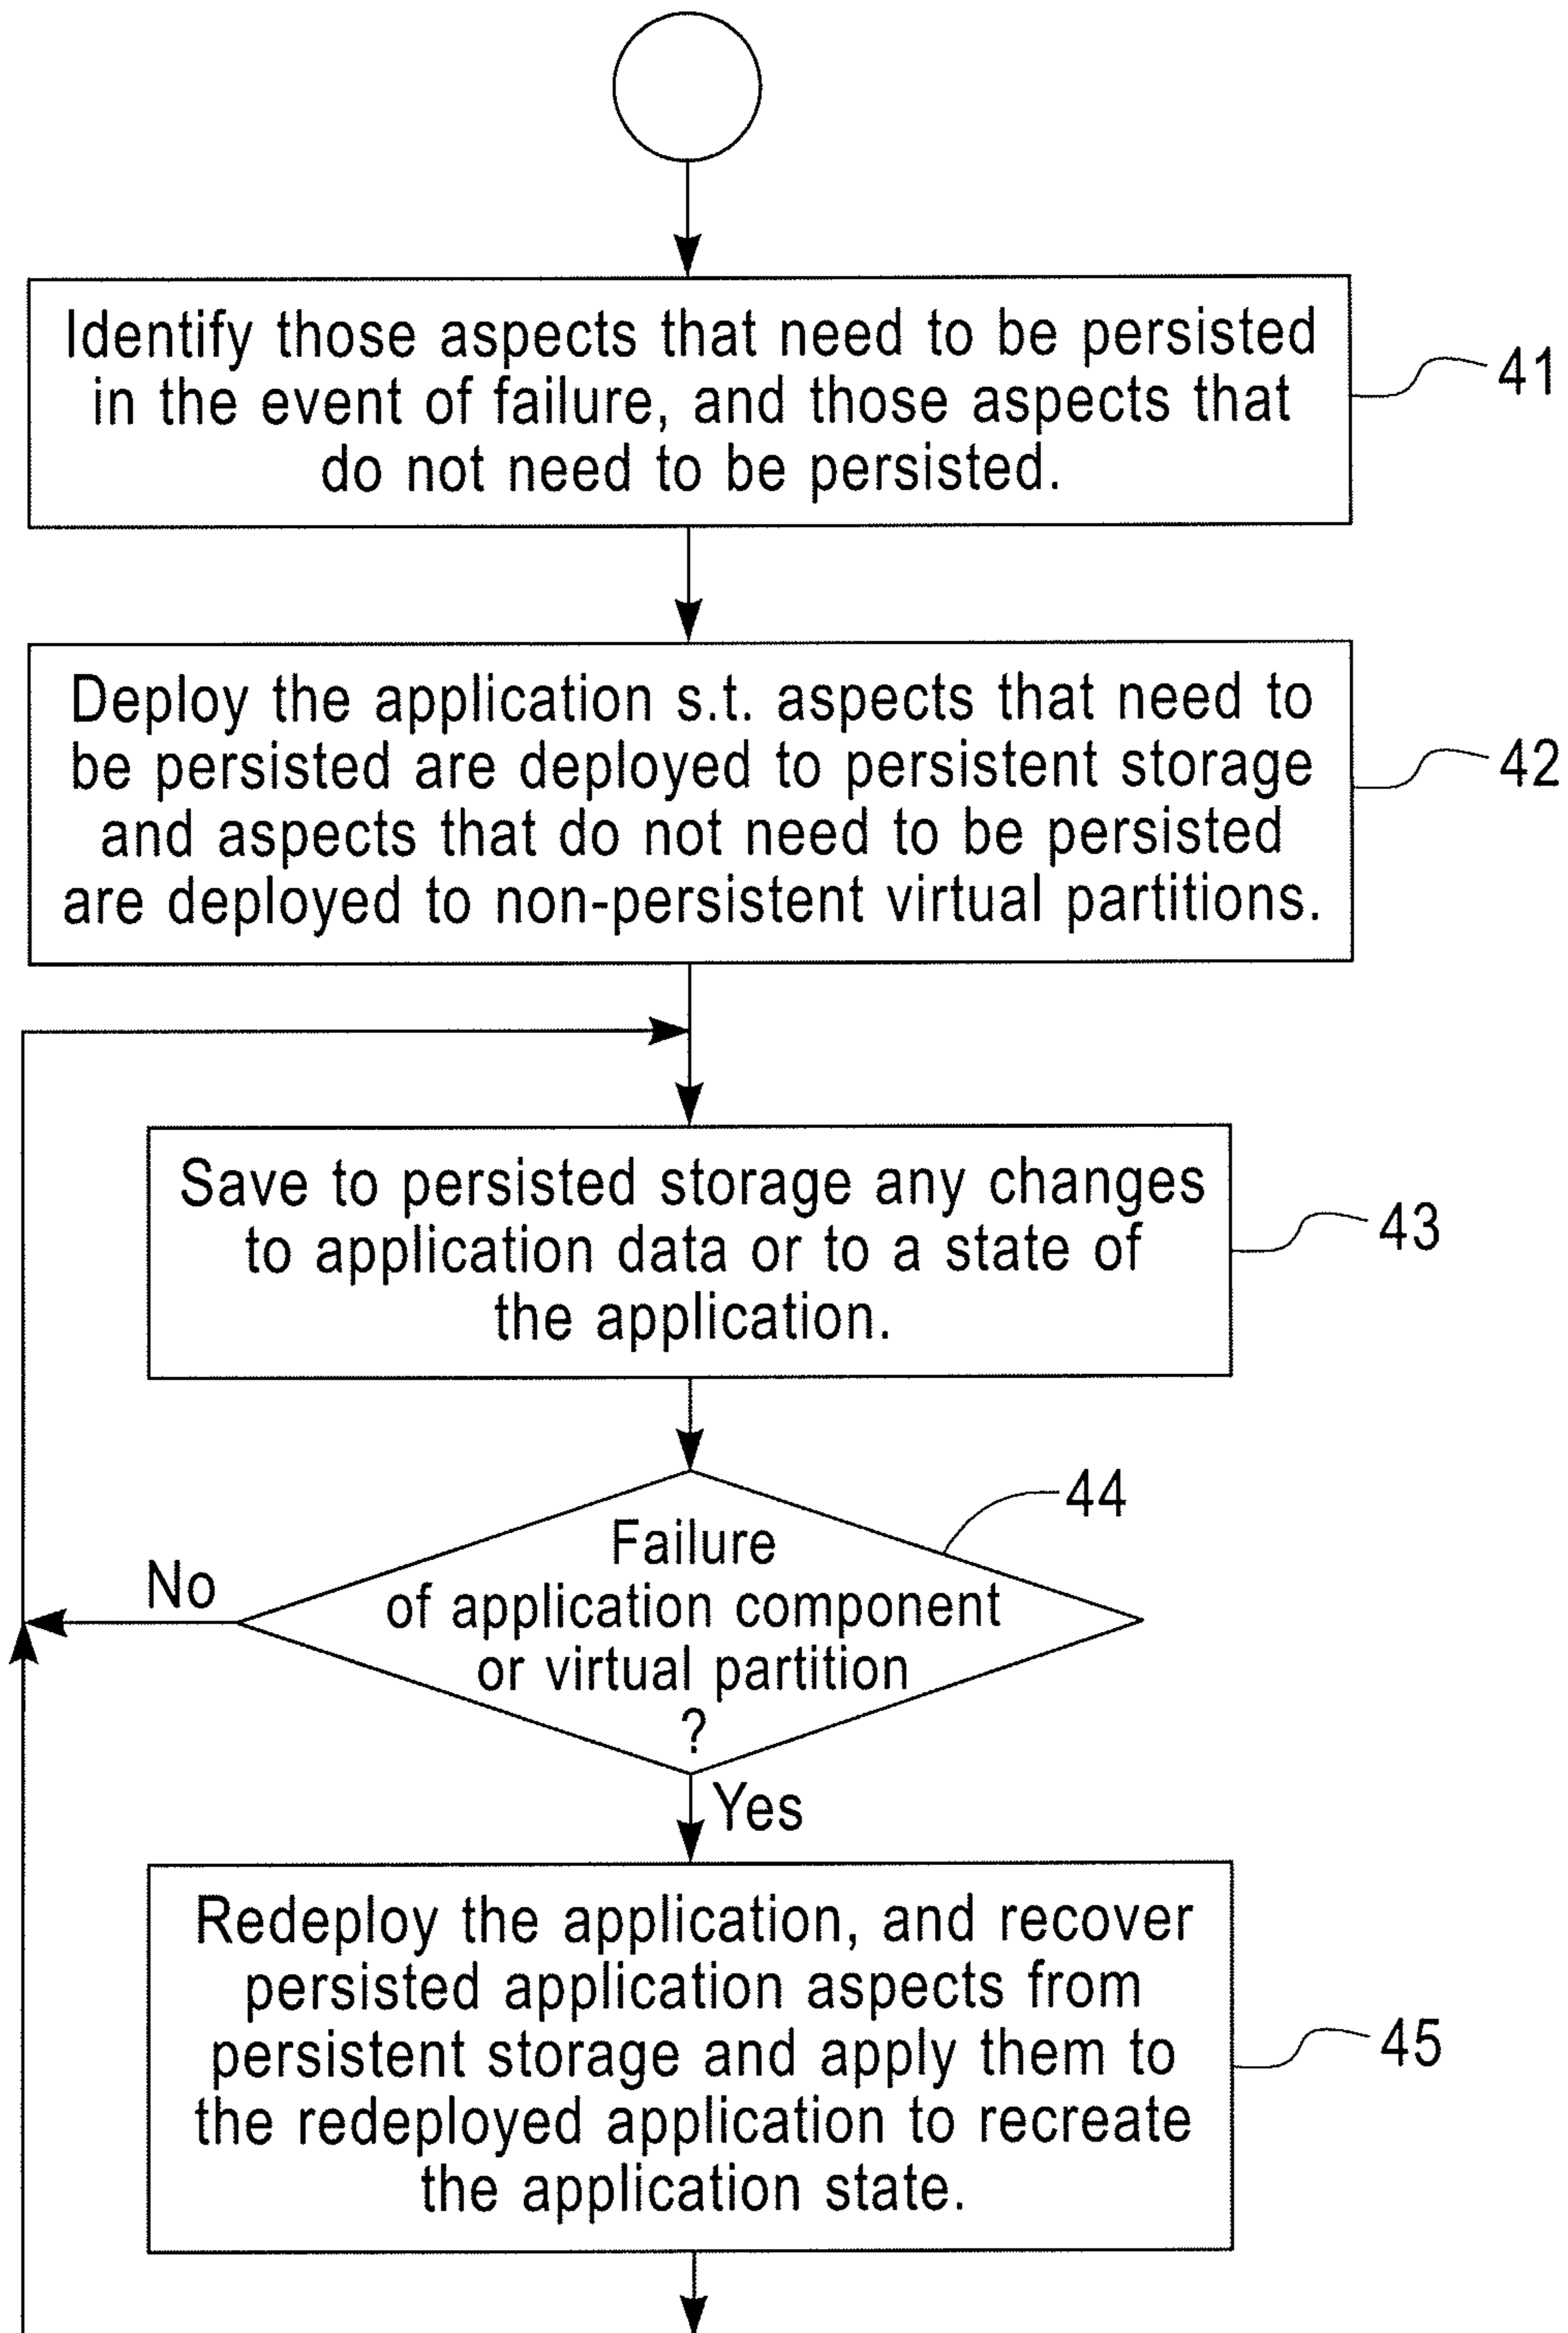 Identify those aspects that need to be persisted
in the event of failure, and those aspects that
do not need to be persisted.
41
Deploy the application s.t. aspects that need to
be persisted are deployed to persistent storage
and aspects that do not need to be persisted
are deployed to non-persistent virtual partitions.
42
Save to persisted storage any changes
to application data or to a state of
the application.
43
44
Failure
of application component
or virtual partition
?
No
Yes
Redeploy the application, and recover
persisted application aspects from
persistent storage and apply them to
the redeployed application to recreate
the application state.
45